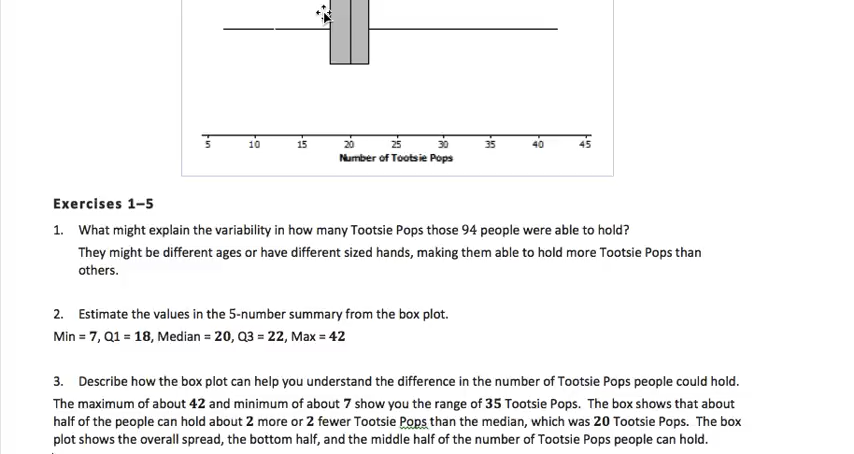 5 10 15 20 25 30 35 40 45
Number of Tootsie Pops
Exercises 1–5
1. What might explain the variability in how many Tootsie Pops those 94 people were able to hold?
They might be different ages or have different sized hands, making them able to hold more Tootsie Pops than
others.
2. Estimate the values in the 5-number summary from the box plot.
Min = 7, Q1 = 18, Median = 20, Q3 = 22, Max = 42
3. Describe how the box plot can help you understand the difference in the number of Tootsie Pops people could hold.
The maximum of about 42 and minimum of about 7 show you the range of 35 Tootsie Pops. The box shows that about
half of the people can hold about 2 more or 2 fewer Tootsie Pops than the median, which was 20 Tootsie Pops. The box
plot shows the overall spread, the bottom half, and the middle half of the number of Tootsie Pops people can hold.